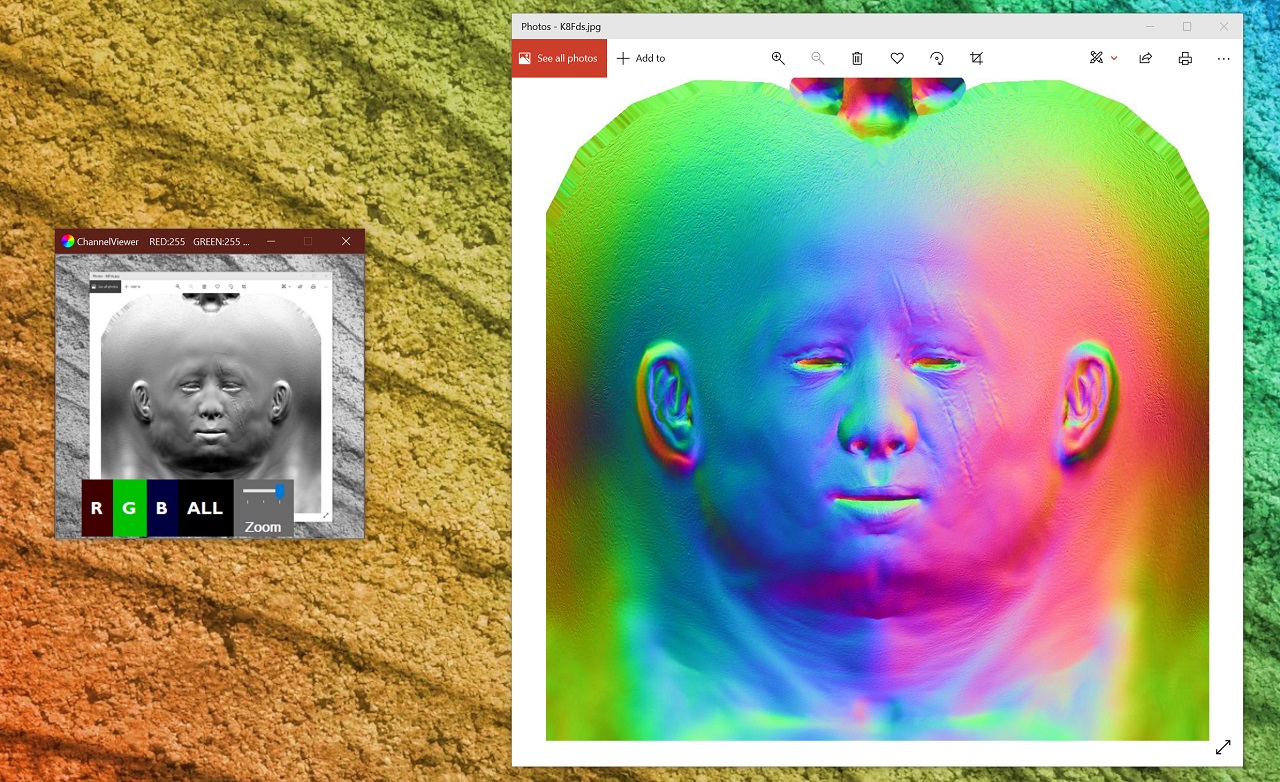 Photos - K8Fds.jpg
See all photos
Add to
ChannelViewer RED:255 GREEN:255 ...
R G B ALL
Zoom